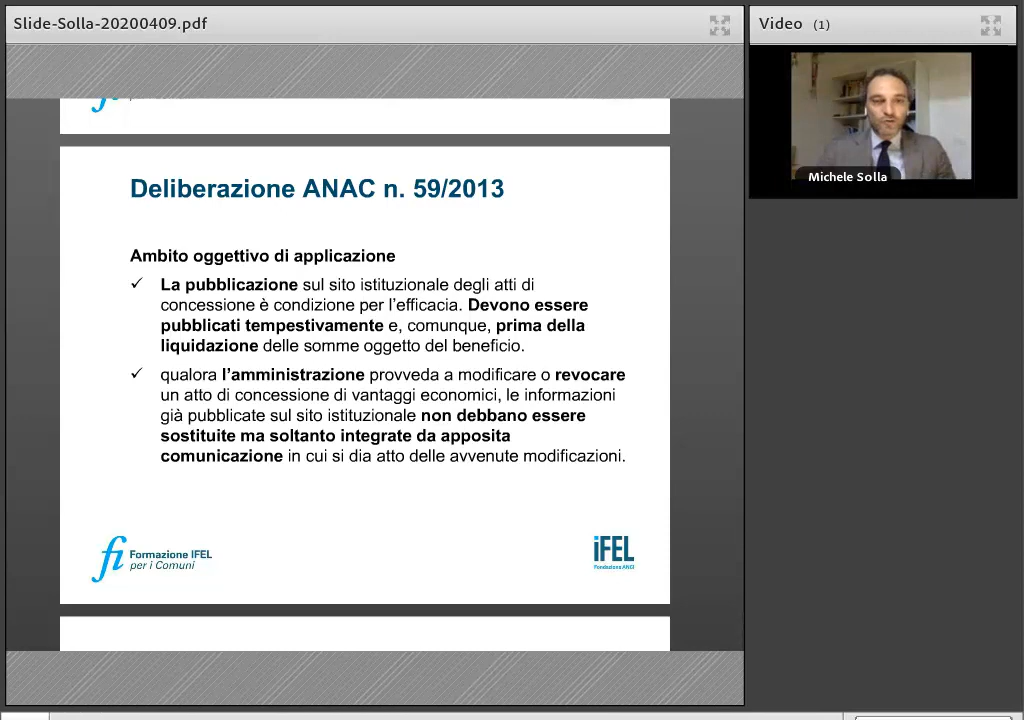 Slide-Solla-20200409.pdf
Video (1)
Michele Solla
Deliberazione ANAC n. 59/2013
Ambito oggettivo di applicazione
✓ La pubblicazione sul sito istituzionale degli atti di
concessione è condizione per l’efficacia. Devono essere
pubblicati tempestivamente e, comunque, prima della
liquidazione delle somme oggetto del beneficio.
✓ qualora l’amministrazione provveda a modificare o revocare
un atto di concessione di vantaggi economici, le informazioni
già pubblicate sul sito istituzionale non debbano essere
sostituite ma soltanto integrate da apposita
comunicazione in cui si dia atto delle avvenute modificazioni.
fi Formazione IFEL
per i Comuni
iFEL
Fondazione ANCI